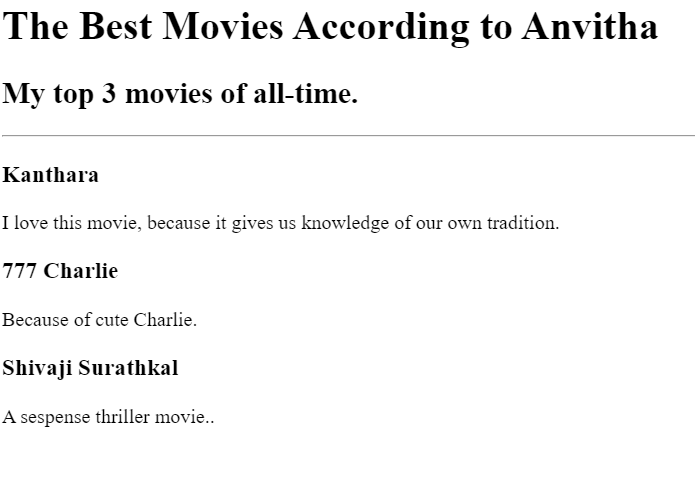 The Best Movies According to Anvitha
My top 3 movies of all-time.
Kanthara
I love this movie, because it gives us knowledge of our own tradition.
777 Charlie
Because of cute Charlie.
Shivaji Surathkal
A sespense thriller movie..